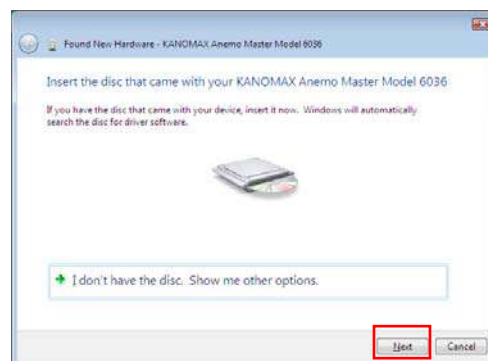 Found New Hardware - KANOMAX Anemo Master Model 6036
Insert the disc that came with your KANOMAX Anemo Master Model 6036
If you have the disc that came with your device, insert it now. Windows will automatically
search the disc for driver software.
I don't have the disc. Show me other options.
Next
Cancel